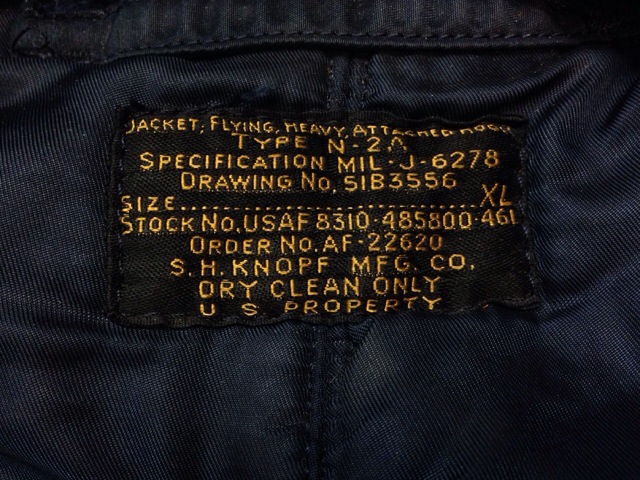 JACKET, FLYING, HEAVY, ATTACHED HOOD
TYPE N-2A
SPECIFICATION MIL-J-6278
DRAWING NO. 51B3556
SIZE........................................XL
STOCK NO. USAF 8310-485800-461
ORDER NO. AF-22620
S. H. KNOPF MFG. CO.
DRY CLEAN ONLY
U S PROPERTY